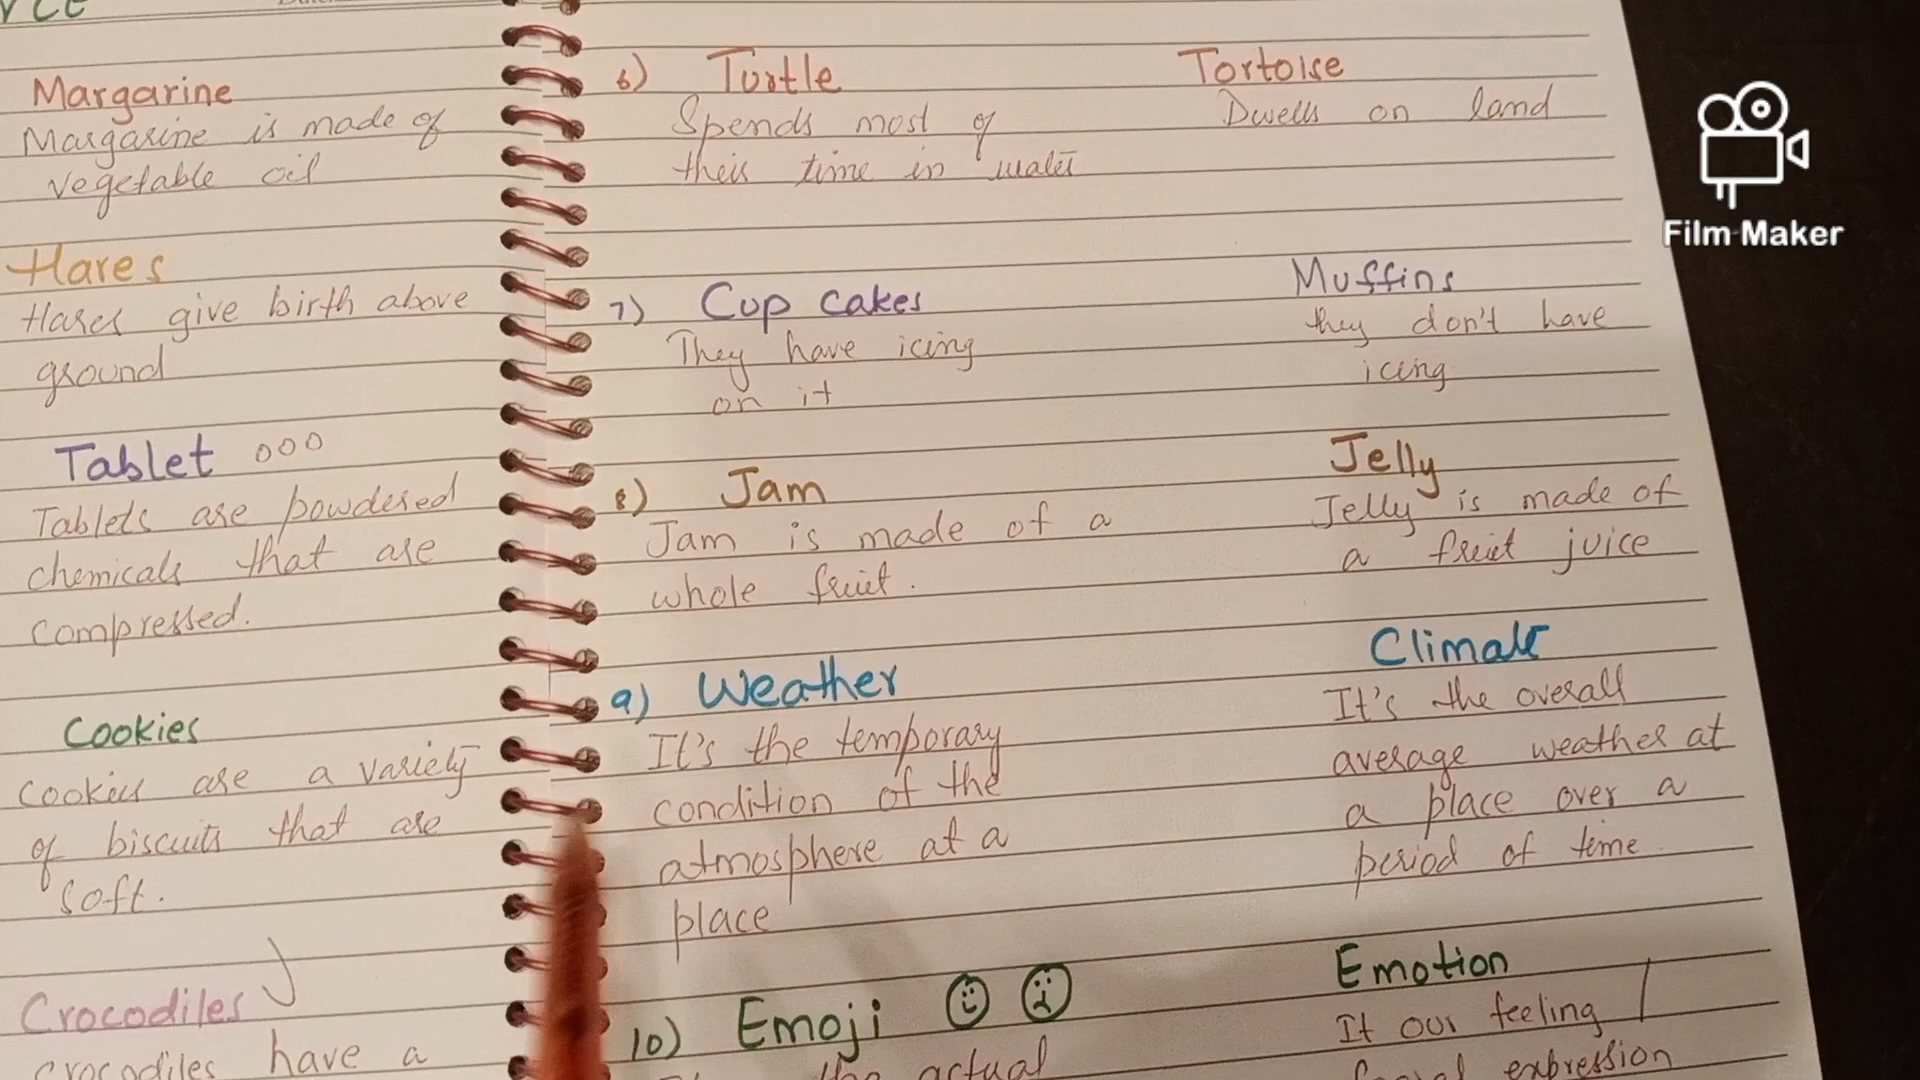 Margarine
Margarine is made of
vegetable oil
Hares
Hares give birth above
ground
Tablet
Tablets are powdered
chemicals that are
compressed.
Cookies
Cookies are a variety
of biscuits that are
soft.
Crocodiles
Crocodiles have a
6) Turtle
Spends most of
their time in water
Tortoise
Dwells on land
7) Cup cakes
They have icing
on it
Muffins
they don't have
icing
8) Jam
Jam is made of a
whole fruit.
Jelly
Jelly is made of
a fruit juice
9) Weather
It's the temporary
condition of the
atmosphere at a
place
Climate
It's the overall
average weather at
a place over a
period of time
10) Emoji
the actual
Emotion
It our feeling /
expression
Film Maker